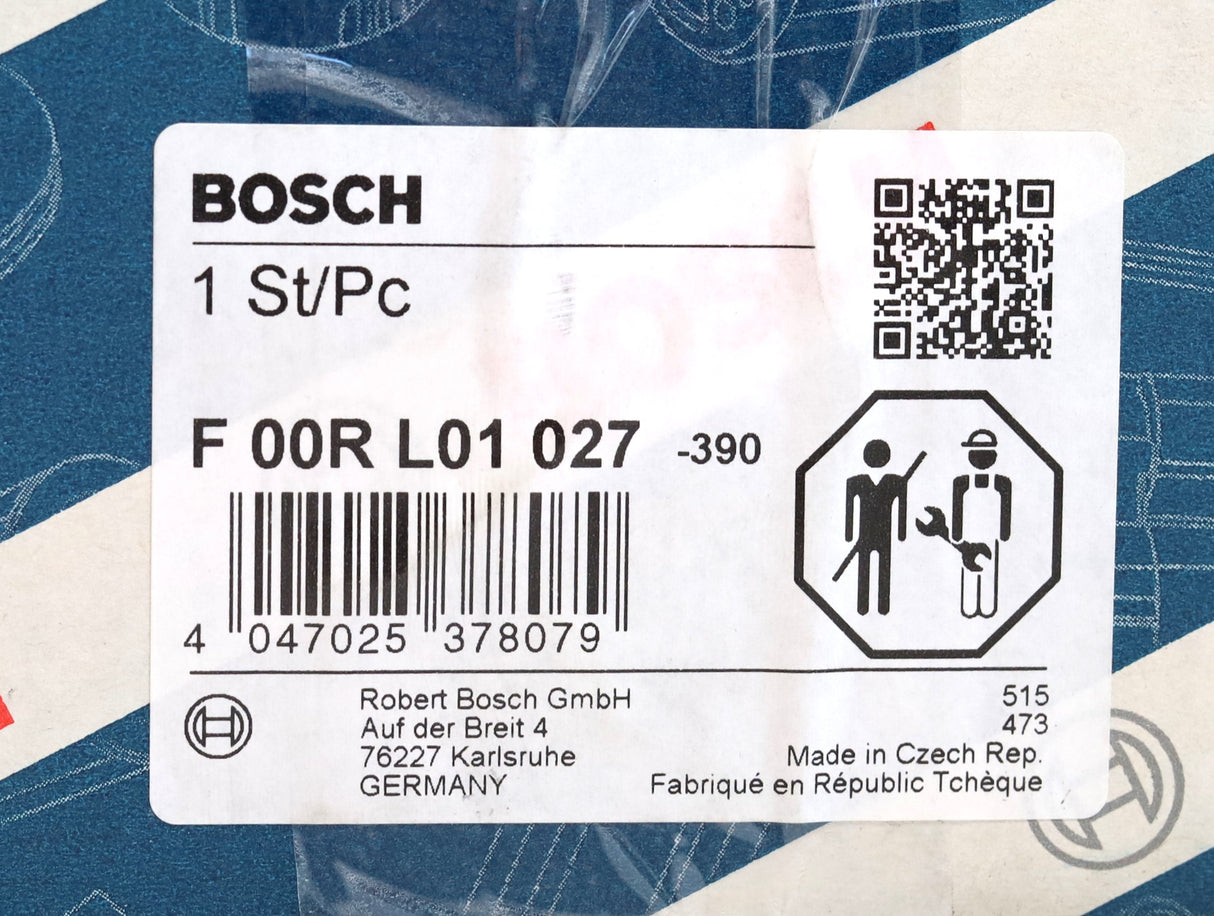 BOSCH
1 St/Pc
F 00R L01 027 -390
4 047025 378079
Robert Bosch GmbH
Auf der Breit 4
76227 Karlsruhe
GERMANY
515
473
Made in Czech Rep.
Fabriqué en Républic Tchèque